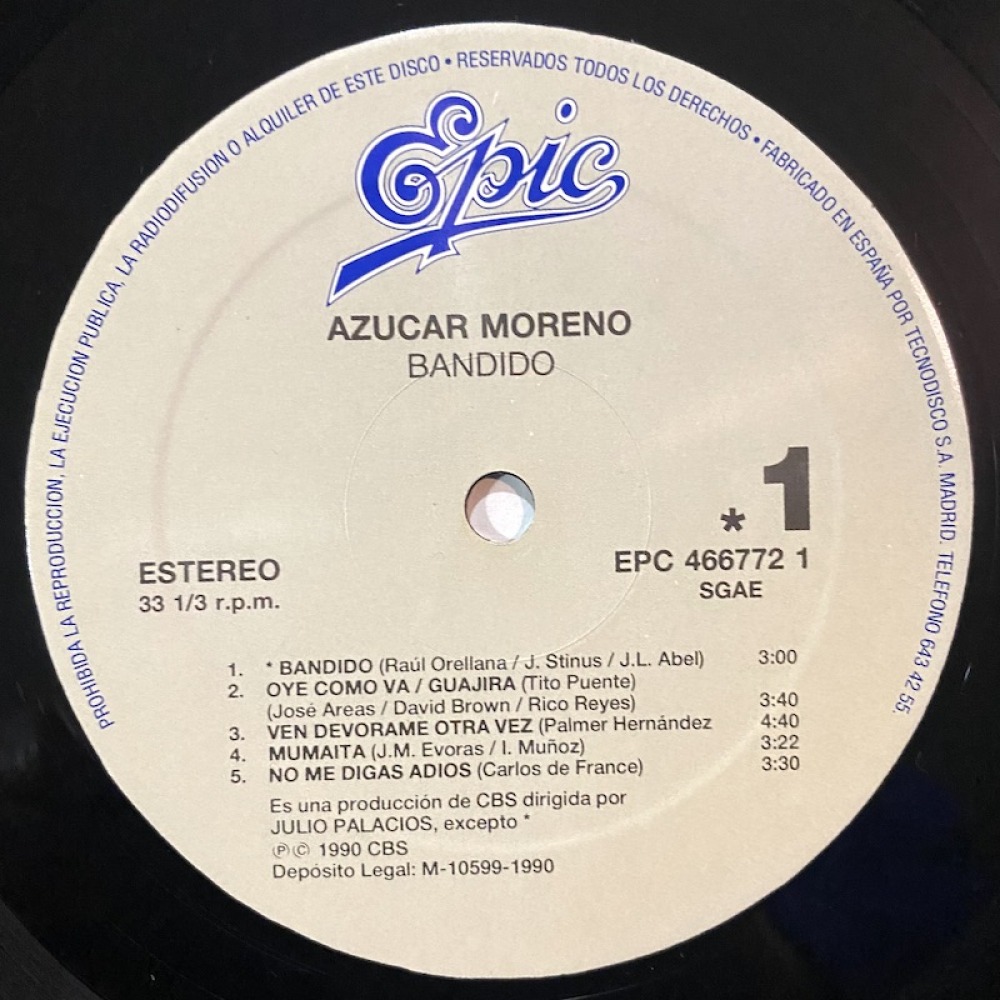 PROHIBIDA LA REPRODUCCION, LA EJECUCION PUBLICA, LA RADIODIFUSION O ALQUILER DE ESTE DISCO • RESERVADOS TODOS LOS DERECHOS • FABRICADO EN ESPAÑA POR TECNODISCO S.A. MADRID. TELEFONO 643 42 55.
Epic
AZUCAR MORENO
BANDIDO
* 1
ESTEREO
EPC 466772 1
33 1/3 r.p.m.
SGAE
1. * BANDIDO (Raúl Orellana / J. Stinus / J.L. Abel) 3:00
2. OYE COMO VA / GUAJIRA (Tito Puente)
(José Areas / David Brown / Rico Reyes) 3:40
3. VEN DEVORAME OTRA VEZ (Palmer Hernández 4:40
4. MUMAITA (J.M. Evoras / I. Muñoz) 3:22
5. NO ME DIGAS ADIOS (Carlos de France) 3:30
Es una producción de CBS dirigida por
JULIO PALACIOS, excepto *
℗© 1990 CBS
Depósito Legal: M-10599-1990